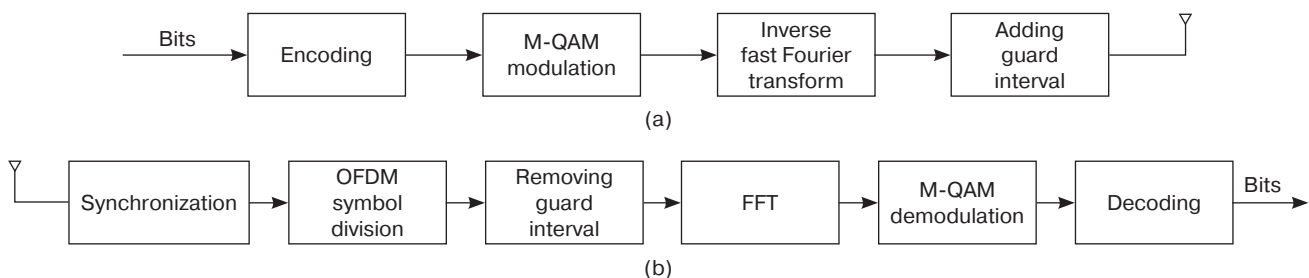 Bits
Encoding
M-QAM
modulation
Inverse
fast Fourier
transform
Adding
guard
interval
(a)
Synchronization
OFDM
symbol
division
Removing
guard
interval
FFT
M-QAM
demodulation
Decoding
Bits
(b)